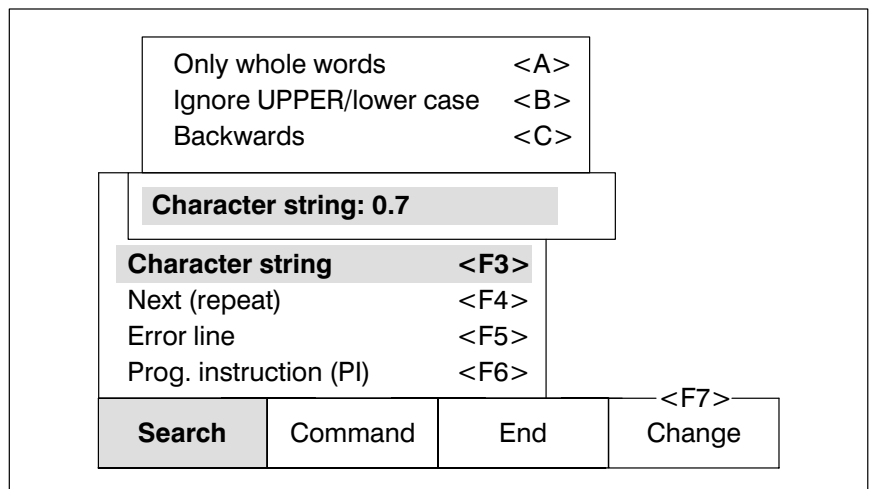 Only whole words <A>
Ignore UPPER/lower case <B>
Backwards <C>
Character string: 0.7
Character string <F3>
Next (repeat) <F4>
Error line <F5>
Prog. instruction (PI) <F6>
<F7>
Search Command End Change